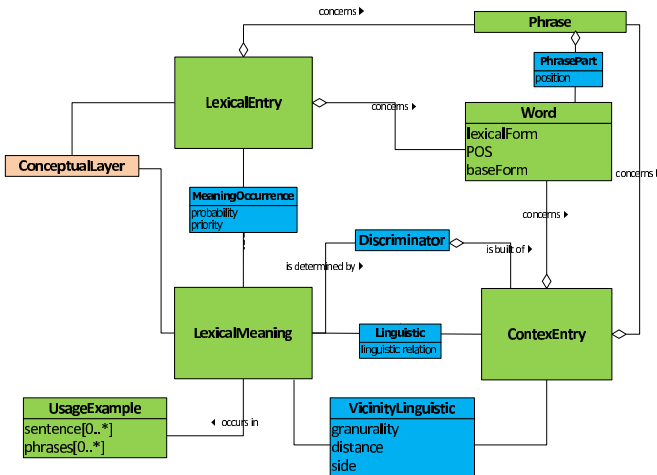 concerns
Phrase
PhrasePart
position
LexicalEntry
concerns
Word
lexicalForm
POS
baseForm
ConceptualLayer
concerns
MeaningOccurrence
probability
priority
concerns
Discriminator
is built of
is determined by
LexicalMeaning
Linguistic
linguistic relation
ContexEntry
UsageExample
sentence[0..*]
phrases[0..*]
occurs in
VicinityLinguistic
granurality
distance
side